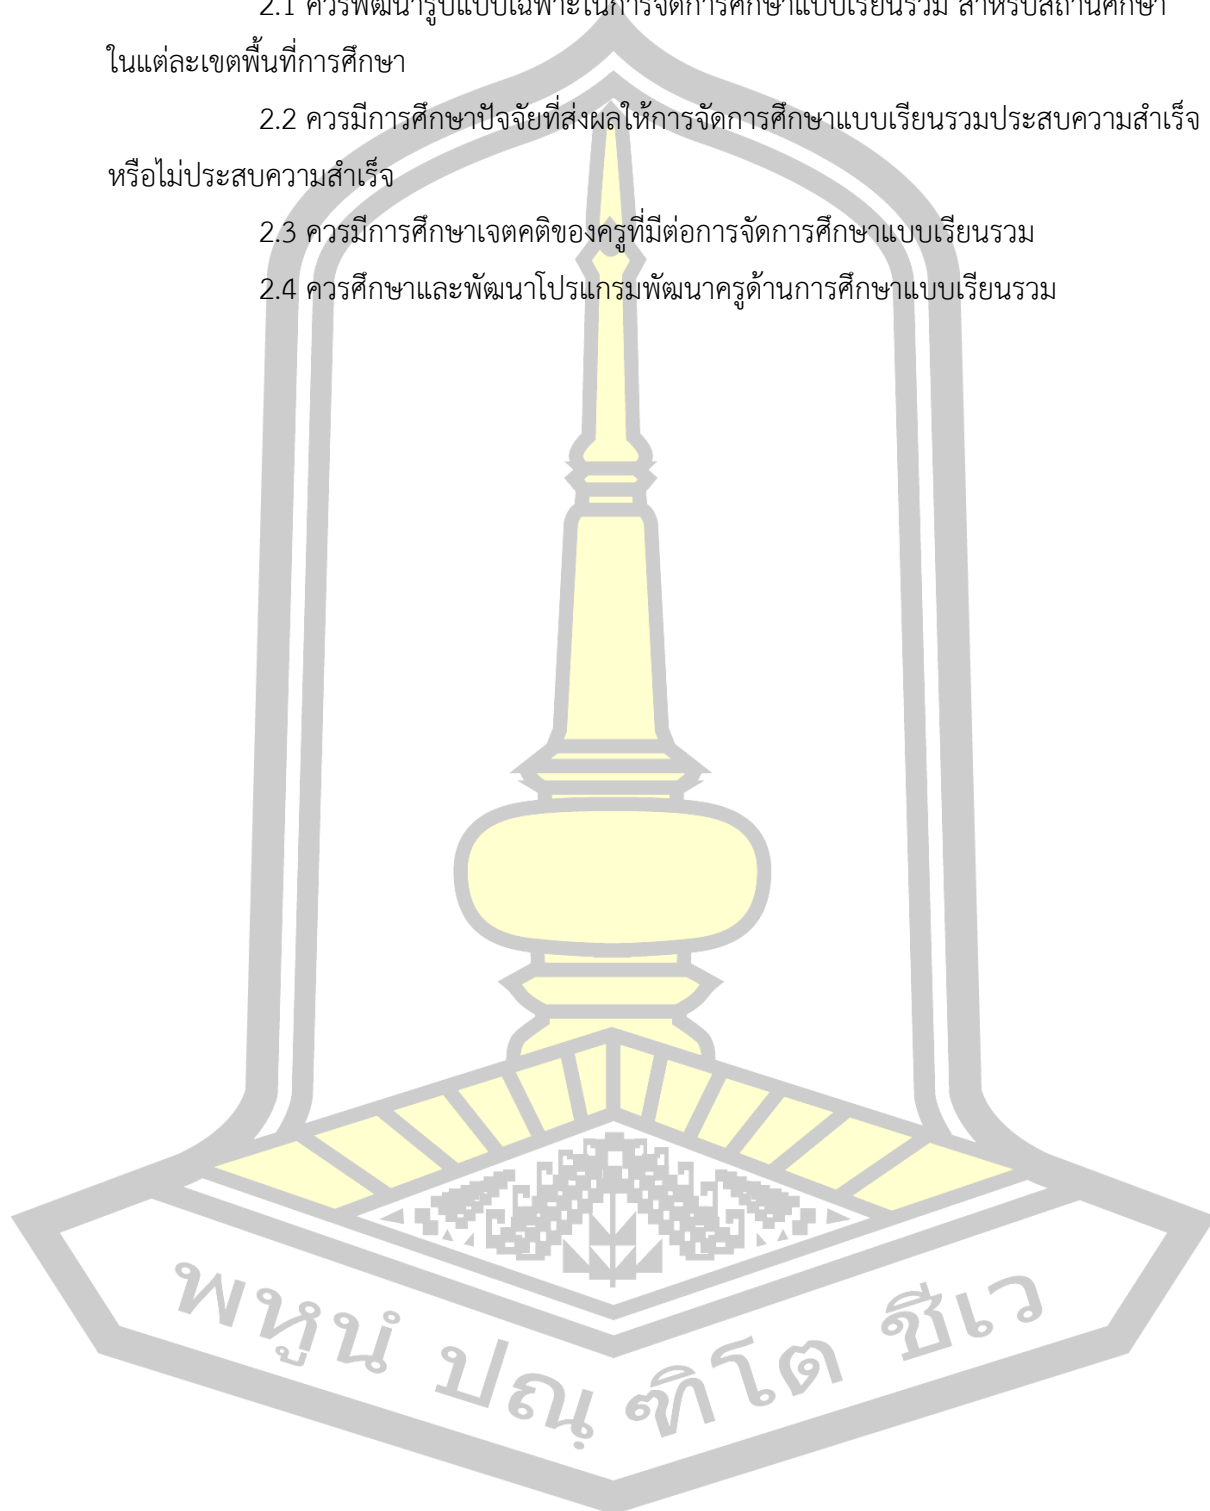 2.1 ควรพัฒนารูปแบบเฉพาะในการจัดการศึกษาแบบเรียนรวม สำหรับสถานศึกษา
ในแต่ละเขตพื้นที่การศึกษา
2.2 ควรมีการศึกษาปัจจัยที่ส่งผลให้การจัดการศึกษาแบบเรียนรวมประสบความสำเร็จ
หรือไม่ประสบความสำเร็จ
2.3 ควรมีการศึกษาเจตคติของครูที่มีต่อการจัดการศึกษาแบบเรียนรวม
2.4 ควรศึกษาและพัฒนาโปรแกรมพัฒนาครูด้านการศึกษาแบบเรียนรวม
พหูนํ ปณฺฑิโต ชีเว